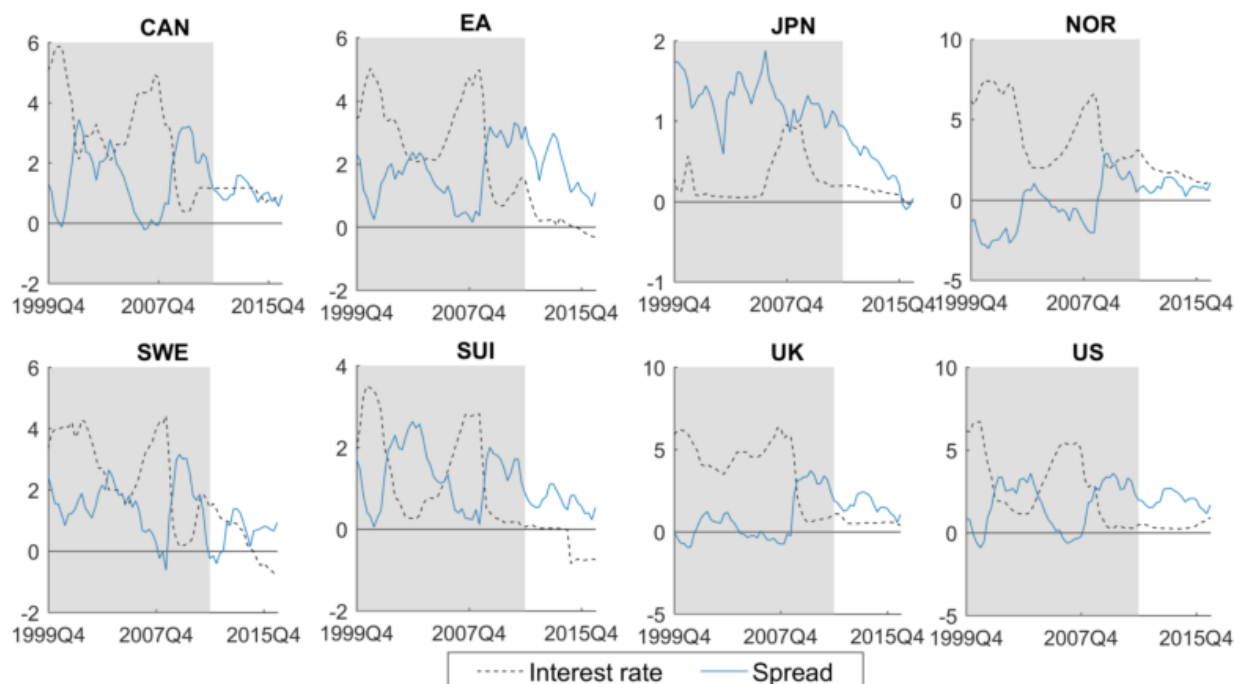 CAN EA JPN NOR
6 6 2 10
4 4 1 5
2 2 0 0
0 0 -1 -5
-2 -2
1999Q4 2007Q4 2015Q4 1999Q4 2007Q4 2015Q4 1999Q4 2007Q4 2015Q4 1999Q4 2007Q4 2015Q4
SWE SUI UK US
6 4 10 10
4 2 5 5
2 0 0 0
0 -2 -5 -5
-2
1999Q4 2007Q4 2015Q4 1999Q4 2007Q4 2015Q4 1999Q4 2007Q4 2015Q4 1999Q4 2007Q4 2015Q4
Interest rate Spread